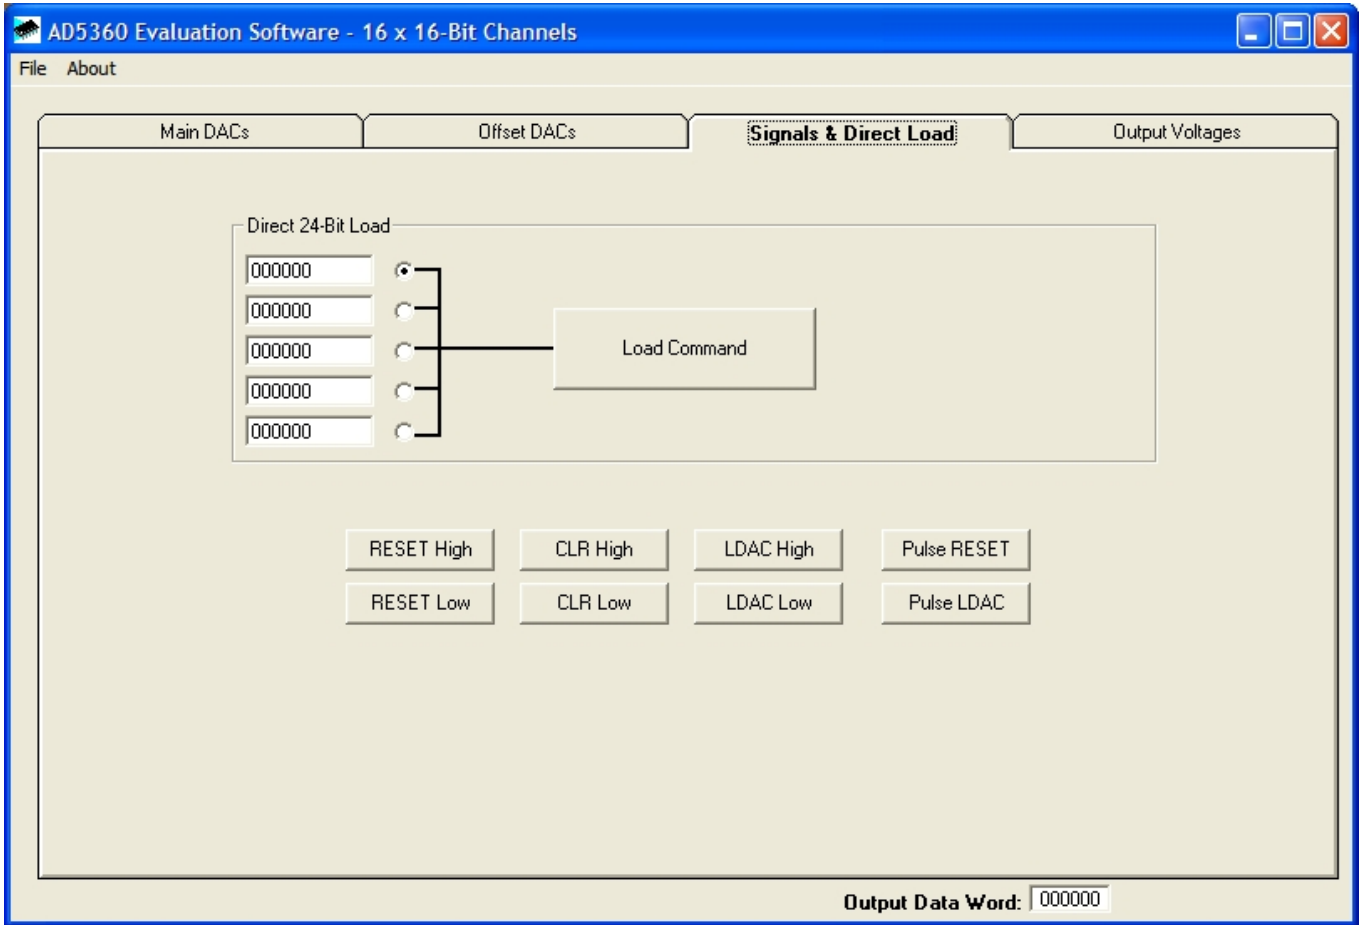 AD5360 Evaluation Software - 16 x 16-Bit Channels
File About
Main DACs Offset DACs Signals & Direct Load Output Voltages
Direct 24-Bit Load
000000
000000
000000
000000
000000
Load Command
RESET High CLR High LDAC High Pulse RESET
RESET Low CLR Low LDAC Low Pulse LDAC
Output Data Word: 000000